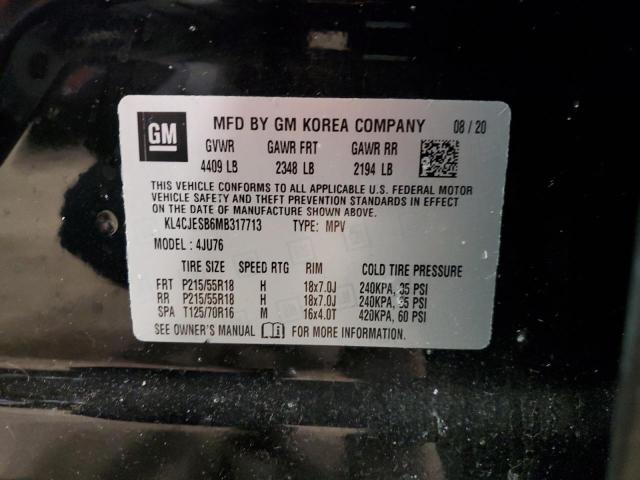 GM MFD BY GM KOREA COMPANY 08/20
GVWR GAWR FRT GAWR RR
4409 LB 2348 LB 2194 LB
THIS VEHICLE CONFORMS TO ALL APPLICABLE U.S. FEDERAL MOTOR
VEHICLE SAFETY AND THEFT PREVENTION STANDARDS IN EFFECT ON
THE DATE OF MANUFACTURE SHOWN ABOVE.
KL4CJESB6MB317713 TYPE: MPV
MODEL: 4JU76
TIRE SIZE SPEED RTG RIM COLD TIRE PRESSURE
FRT P215/55R18 H 18x7.0J 240KPA, 35 PSI
RR P215/55R18 H 18x7.0J 240KPA, 35 PSI
SPA T125/70R16 M 16x4.0T 420KPA, 60 PSI
SEE OWNER'S MANUAL FOR MORE INFORMATION.